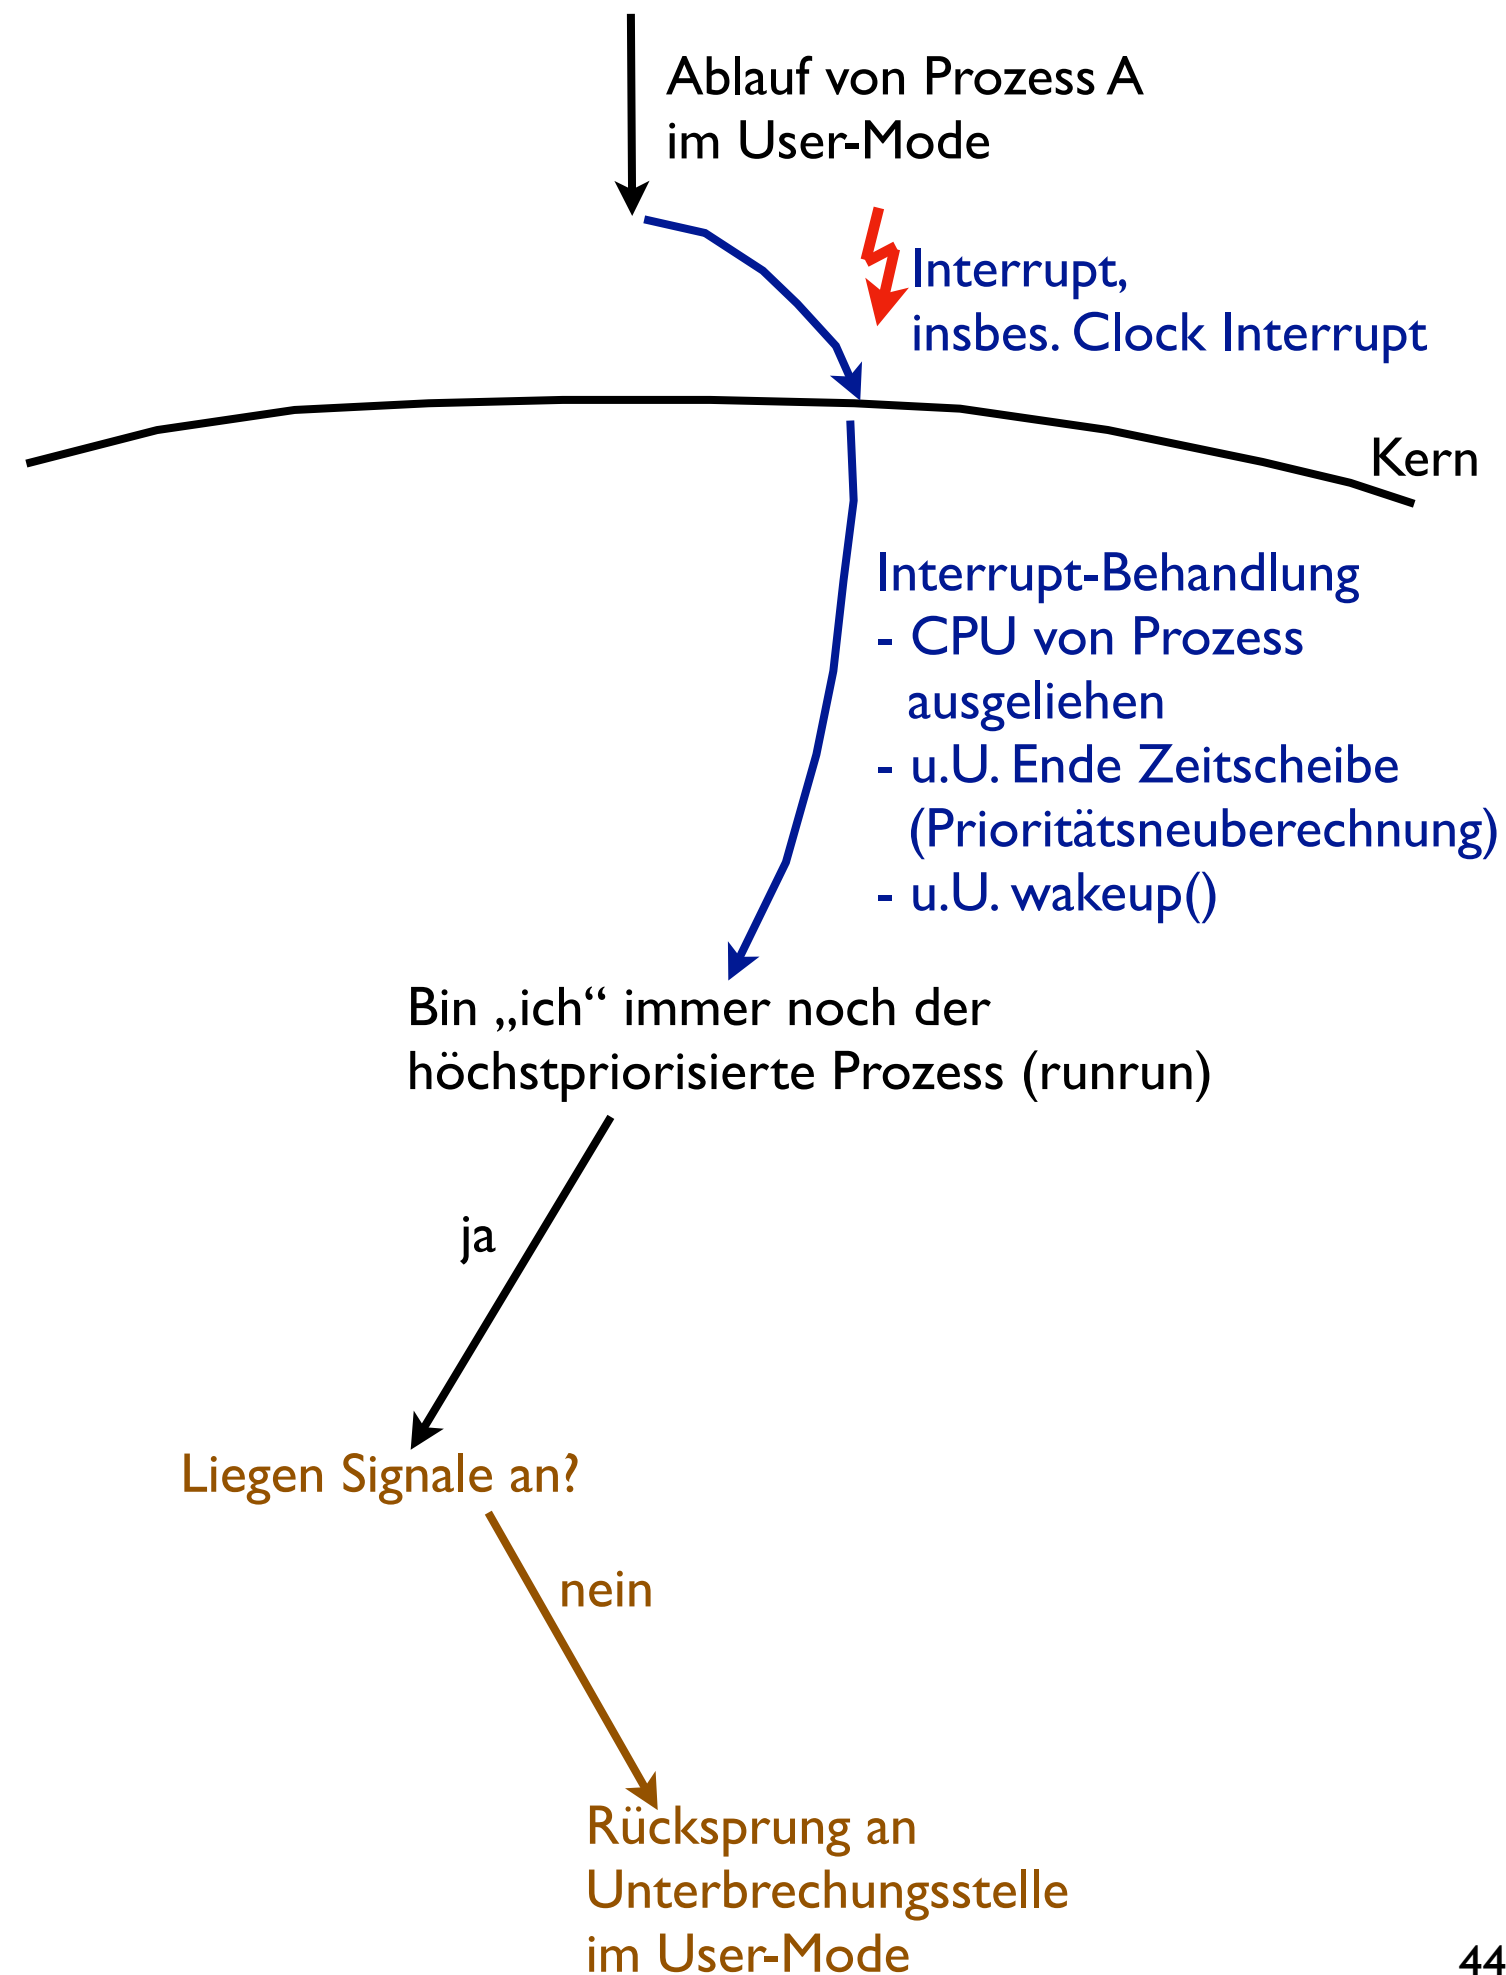 Ablauf von Prozess A
im User-Mode
Interrupt,
insbes. Clock Interrupt
Kern
Interrupt-Behandlung
- CPU von Prozess
ausgeliehen
- u.U. Ende Zeitscheibe
(Prioritätsneuberechnung)
- u.U. wakeup()
Bin „ich“ immer noch der
höchstpriorisierte Prozess (runrun)
ja
Liegen Signale an?
nein
Rücksprung an
Unterbrechungsstelle
im User-Mode
44